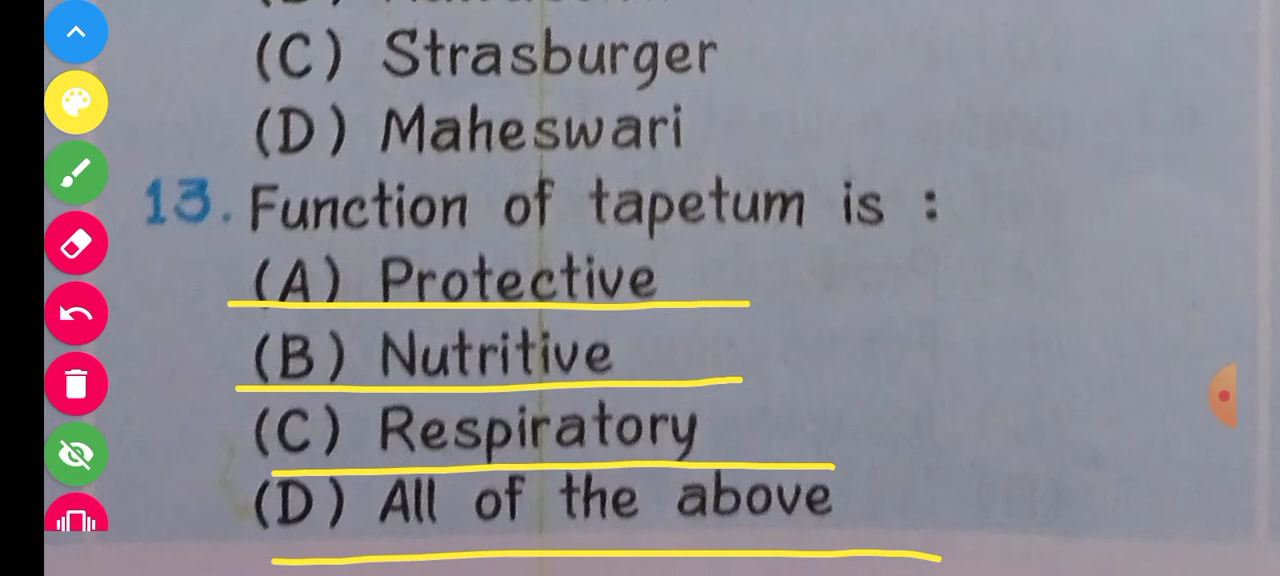 (C) Strasburger
(D) Maheswari
13. Function of tapetum is :
(A) Protective
(B) Nutritive
(C) Respiratory
(D) All of the above